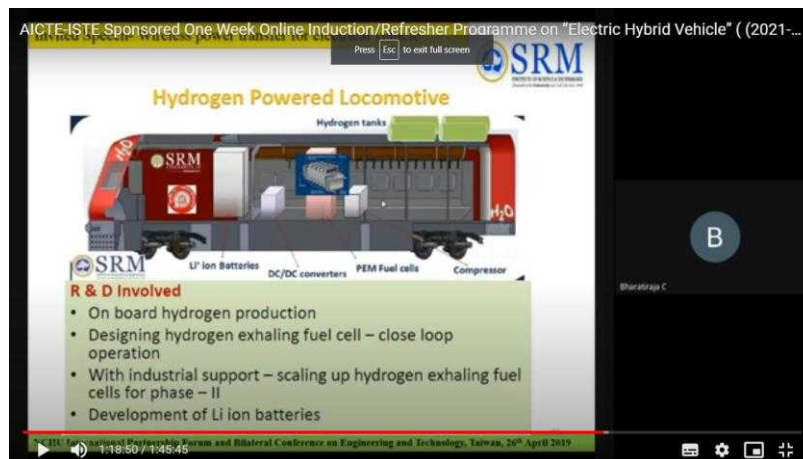 AICTE-ISTE Sponsored One Week Online Induction/Refresher Programme on "Electric Hybrid Vehicle" ( (2021-...
Press Esc to exit full screen
SRM
Hydrogen Powered Locomotive
Hydrogen tanks
H₂O
SRM
H₂O
SRM
Li⁺ ion Batteries
DC/DC converters
PEM Fuel cells
Compressor
B
Bharatiraja C
R & D Involved
• On board hydrogen production
• Designing hydrogen exhaling fuel cell – close loop
operation
• With industrial support – scaling up hydrogen exhaling fuel
cells for phase – II
• Development of Li ion batteries
International Partnership Forum and Bilateral Conference on Engineering and Technology, Taiwan, 26th April 2019
1:18:50 / 1:45:45